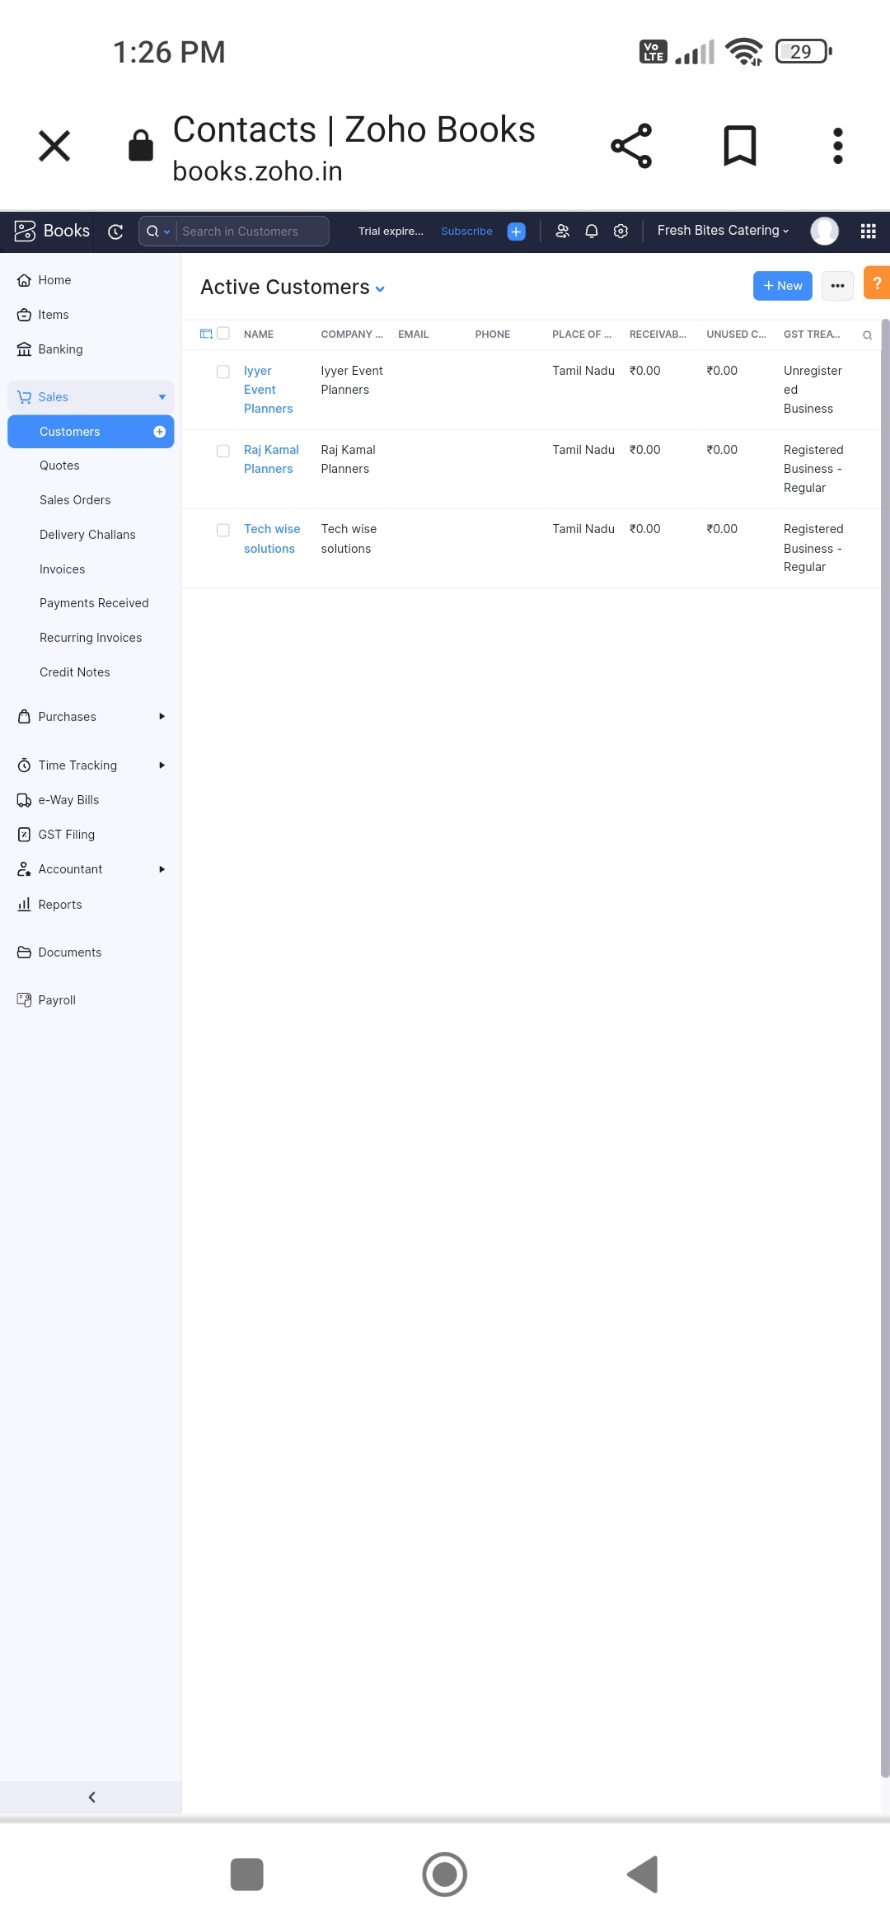 1:26 PM
Vo LTE
29
Contacts | Zoho Books
books.zoho.in
Books
Search in Customers
Trial expire...
Subscribe
Fresh Bites Catering
Home
Items
Banking
Sales
Customers
Quotes
Sales Orders
Delivery Challans
Invoices
Payments Received
Recurring Invoices
Credit Notes
Purchases
Time Tracking
e-Way Bills
GST Filing
Accountant
Reports
Documents
Payroll
Active Customers
+ New
?
NAME COMPANY ... EMAIL PHONE PLACE OF ... RECEIVAB... UNUSED C... GST TREA...
Iyyer Iyyer Event Tamil Nadu ₹0.00 ₹0.00 Unregister
Event Planners ed
Planners Business
Raj Kamal Raj Kamal Tamil Nadu ₹0.00 ₹0.00 Registered
Planners Planners Business -
Regular
Tech wise Tech wise Tamil Nadu ₹0.00 ₹0.00 Registered
solutions solutions Business -
Regular